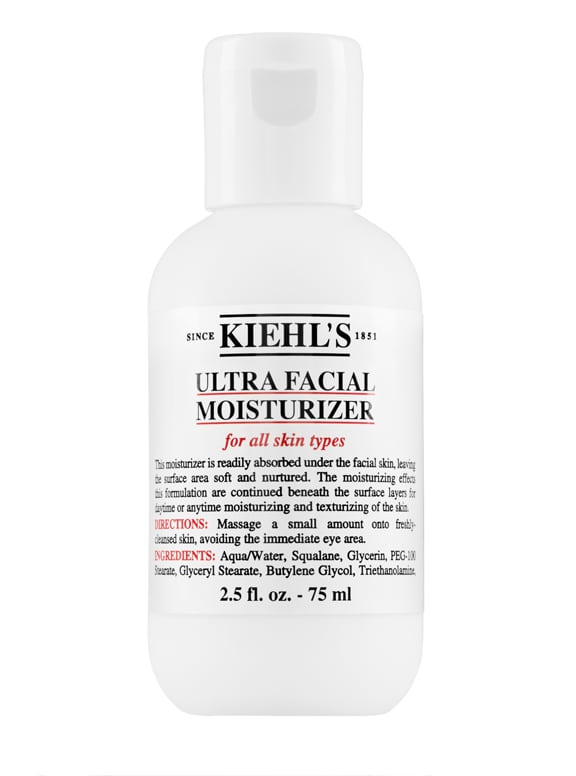 SINCE KIEHL'S 1851
ULTRA FACIAL
MOISTURIZER
for all skin types
This moisturizer is readily absorbed under the facial skin, leaving
the surface area soft and nurtured. The moisturizing effects
this formulation are continued beneath the surface layers for
daytime or anytime moisturizing and texturizing of the skin.
DIRECTIONS: Massage a small amount onto freshly-
cleansed skin, avoiding the immediate eye area.
INGREDIENTS: Aqua/Water, Squalane, Glycerin, PEG-100
Stearate, Glyceryl Stearate, Butylene Glycol, Triethanolamine,
2.5 fl. oz. - 75 ml